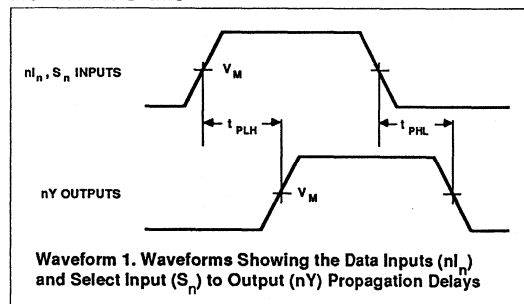 nI_n, S_n INPUTS
V_M
t_PLH
t_PHL
nY OUTPUTS
V_M
Waveform 1. Waveforms Showing the Data Inputs (nI_n)
and Select Input (S_n) to Output (nY) Propagation Delays